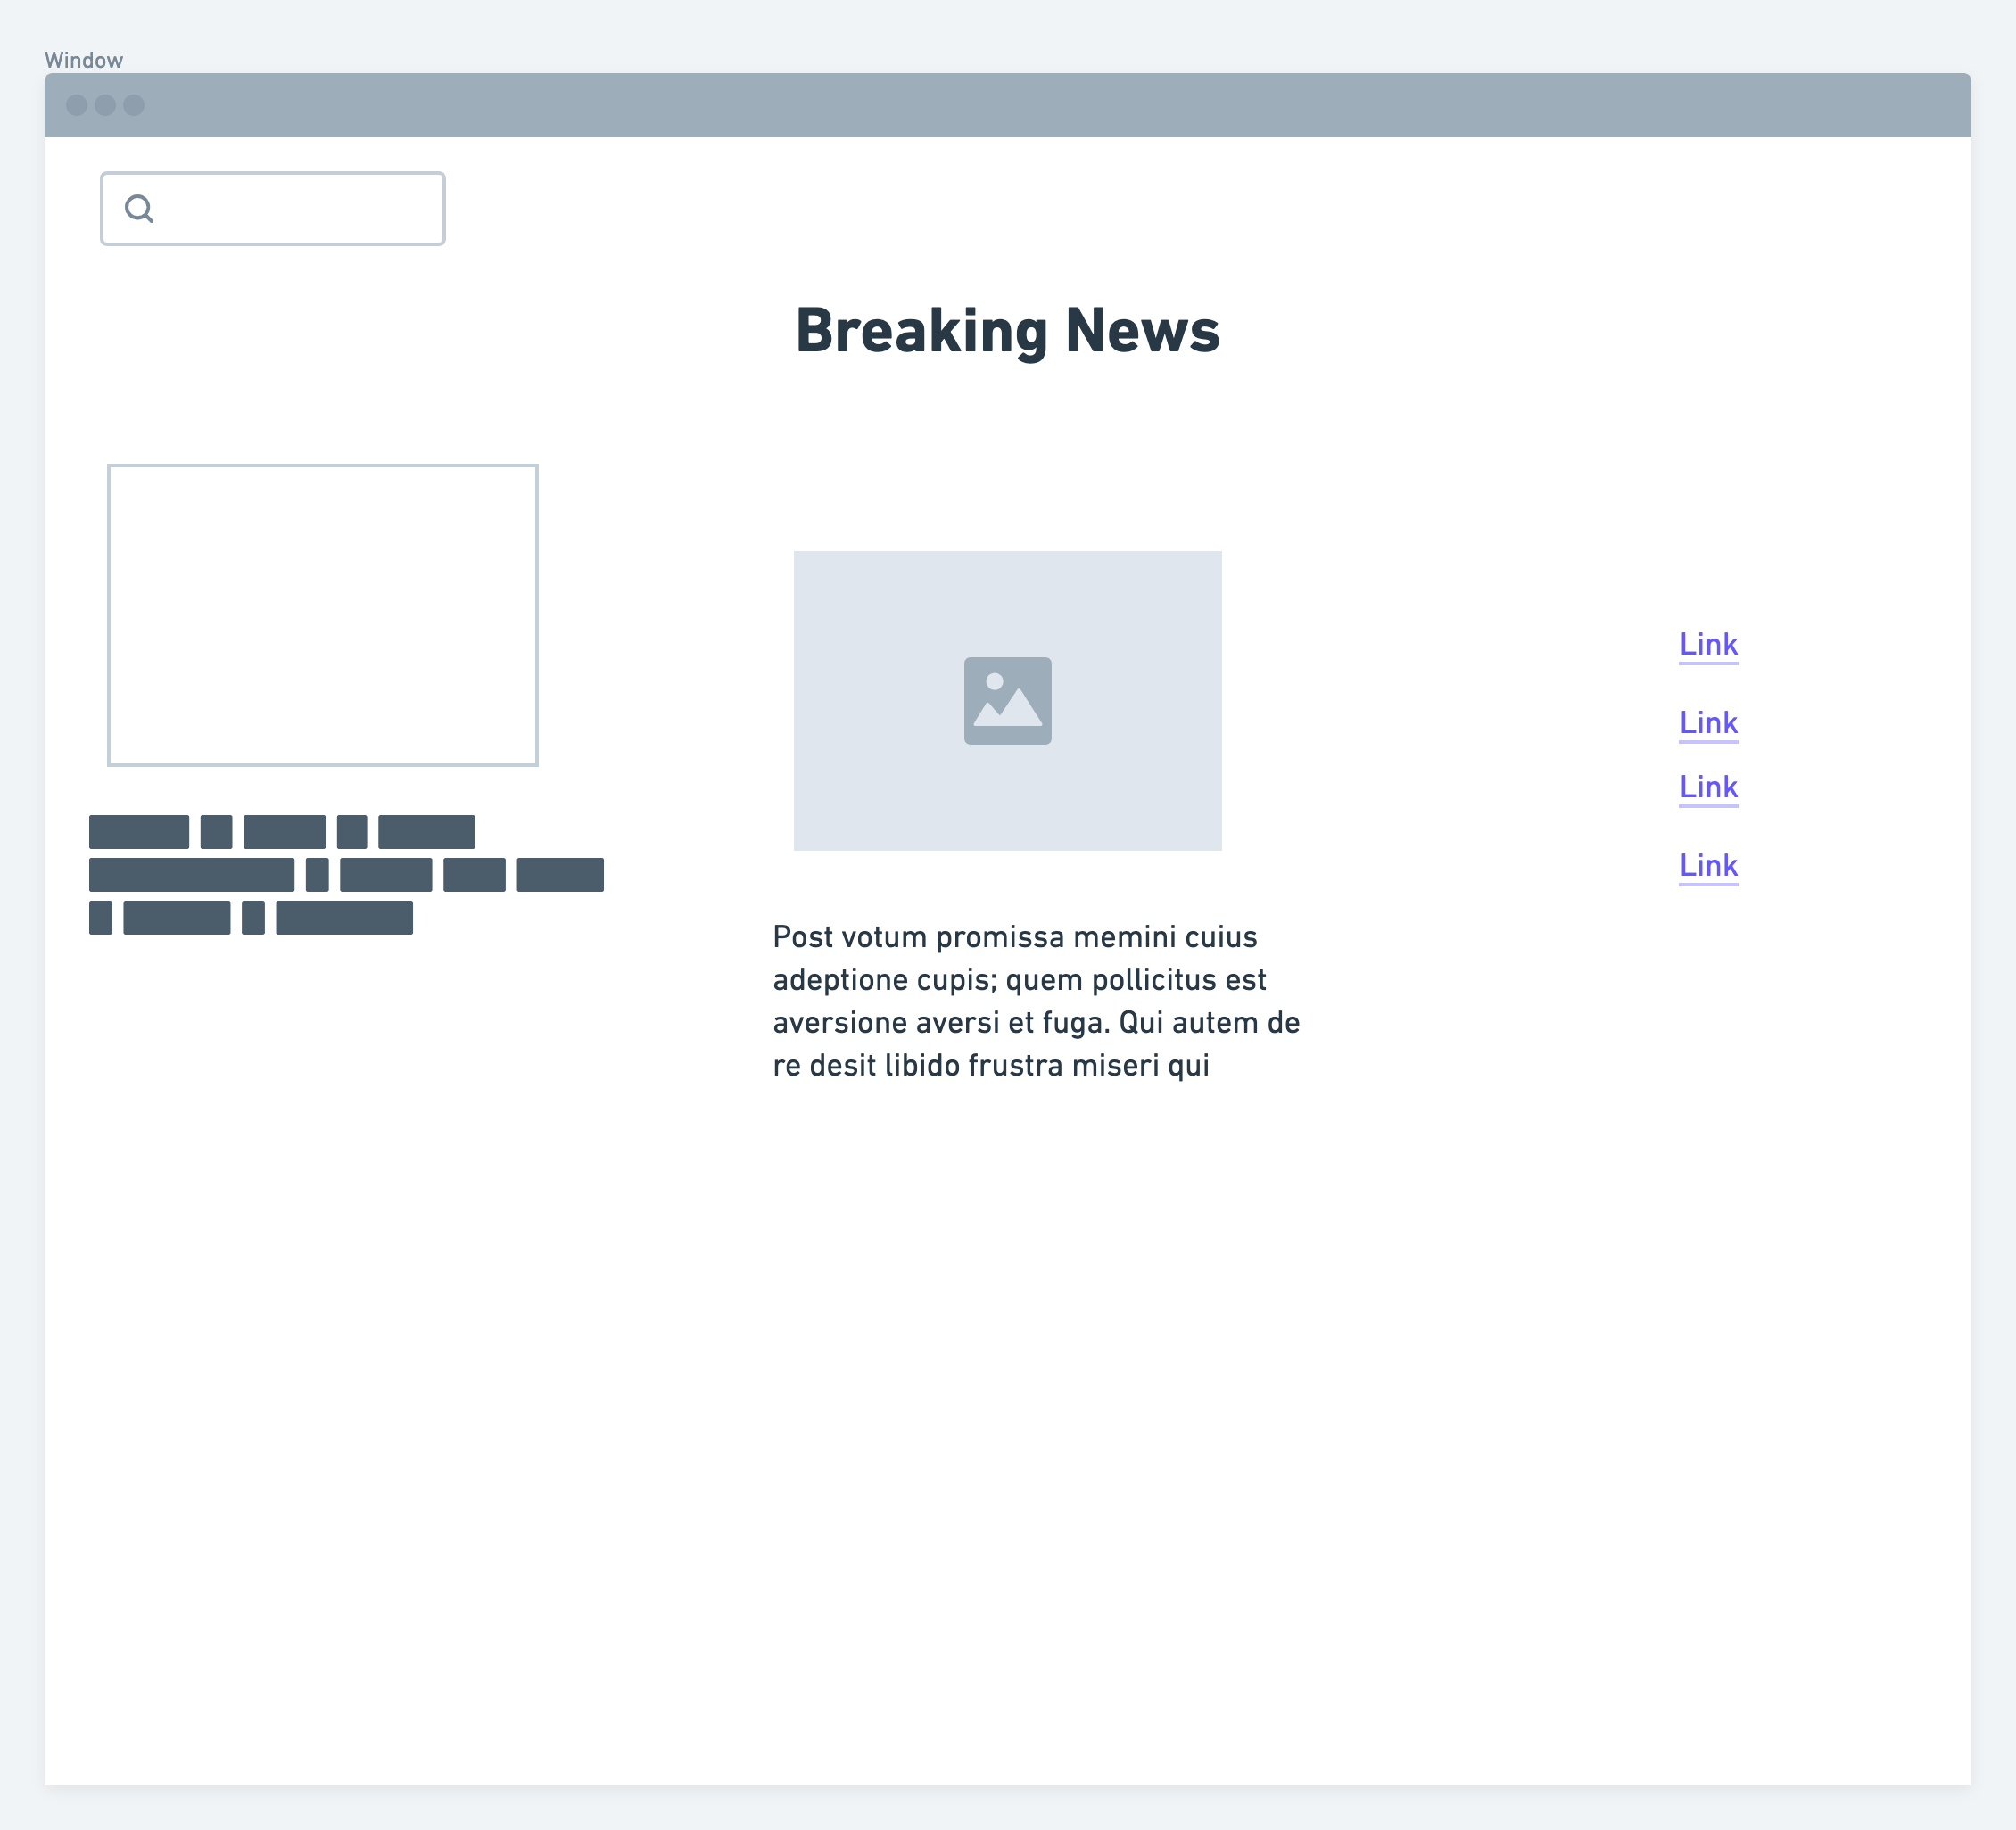 Window
Breaking News
Link
Link
Link
Link
Post votum promissa memini cuius
adeptione cupis; quem pollicitus est
aversione aversi et fuga. Qui autem de
re desit libido frustra miseri qui